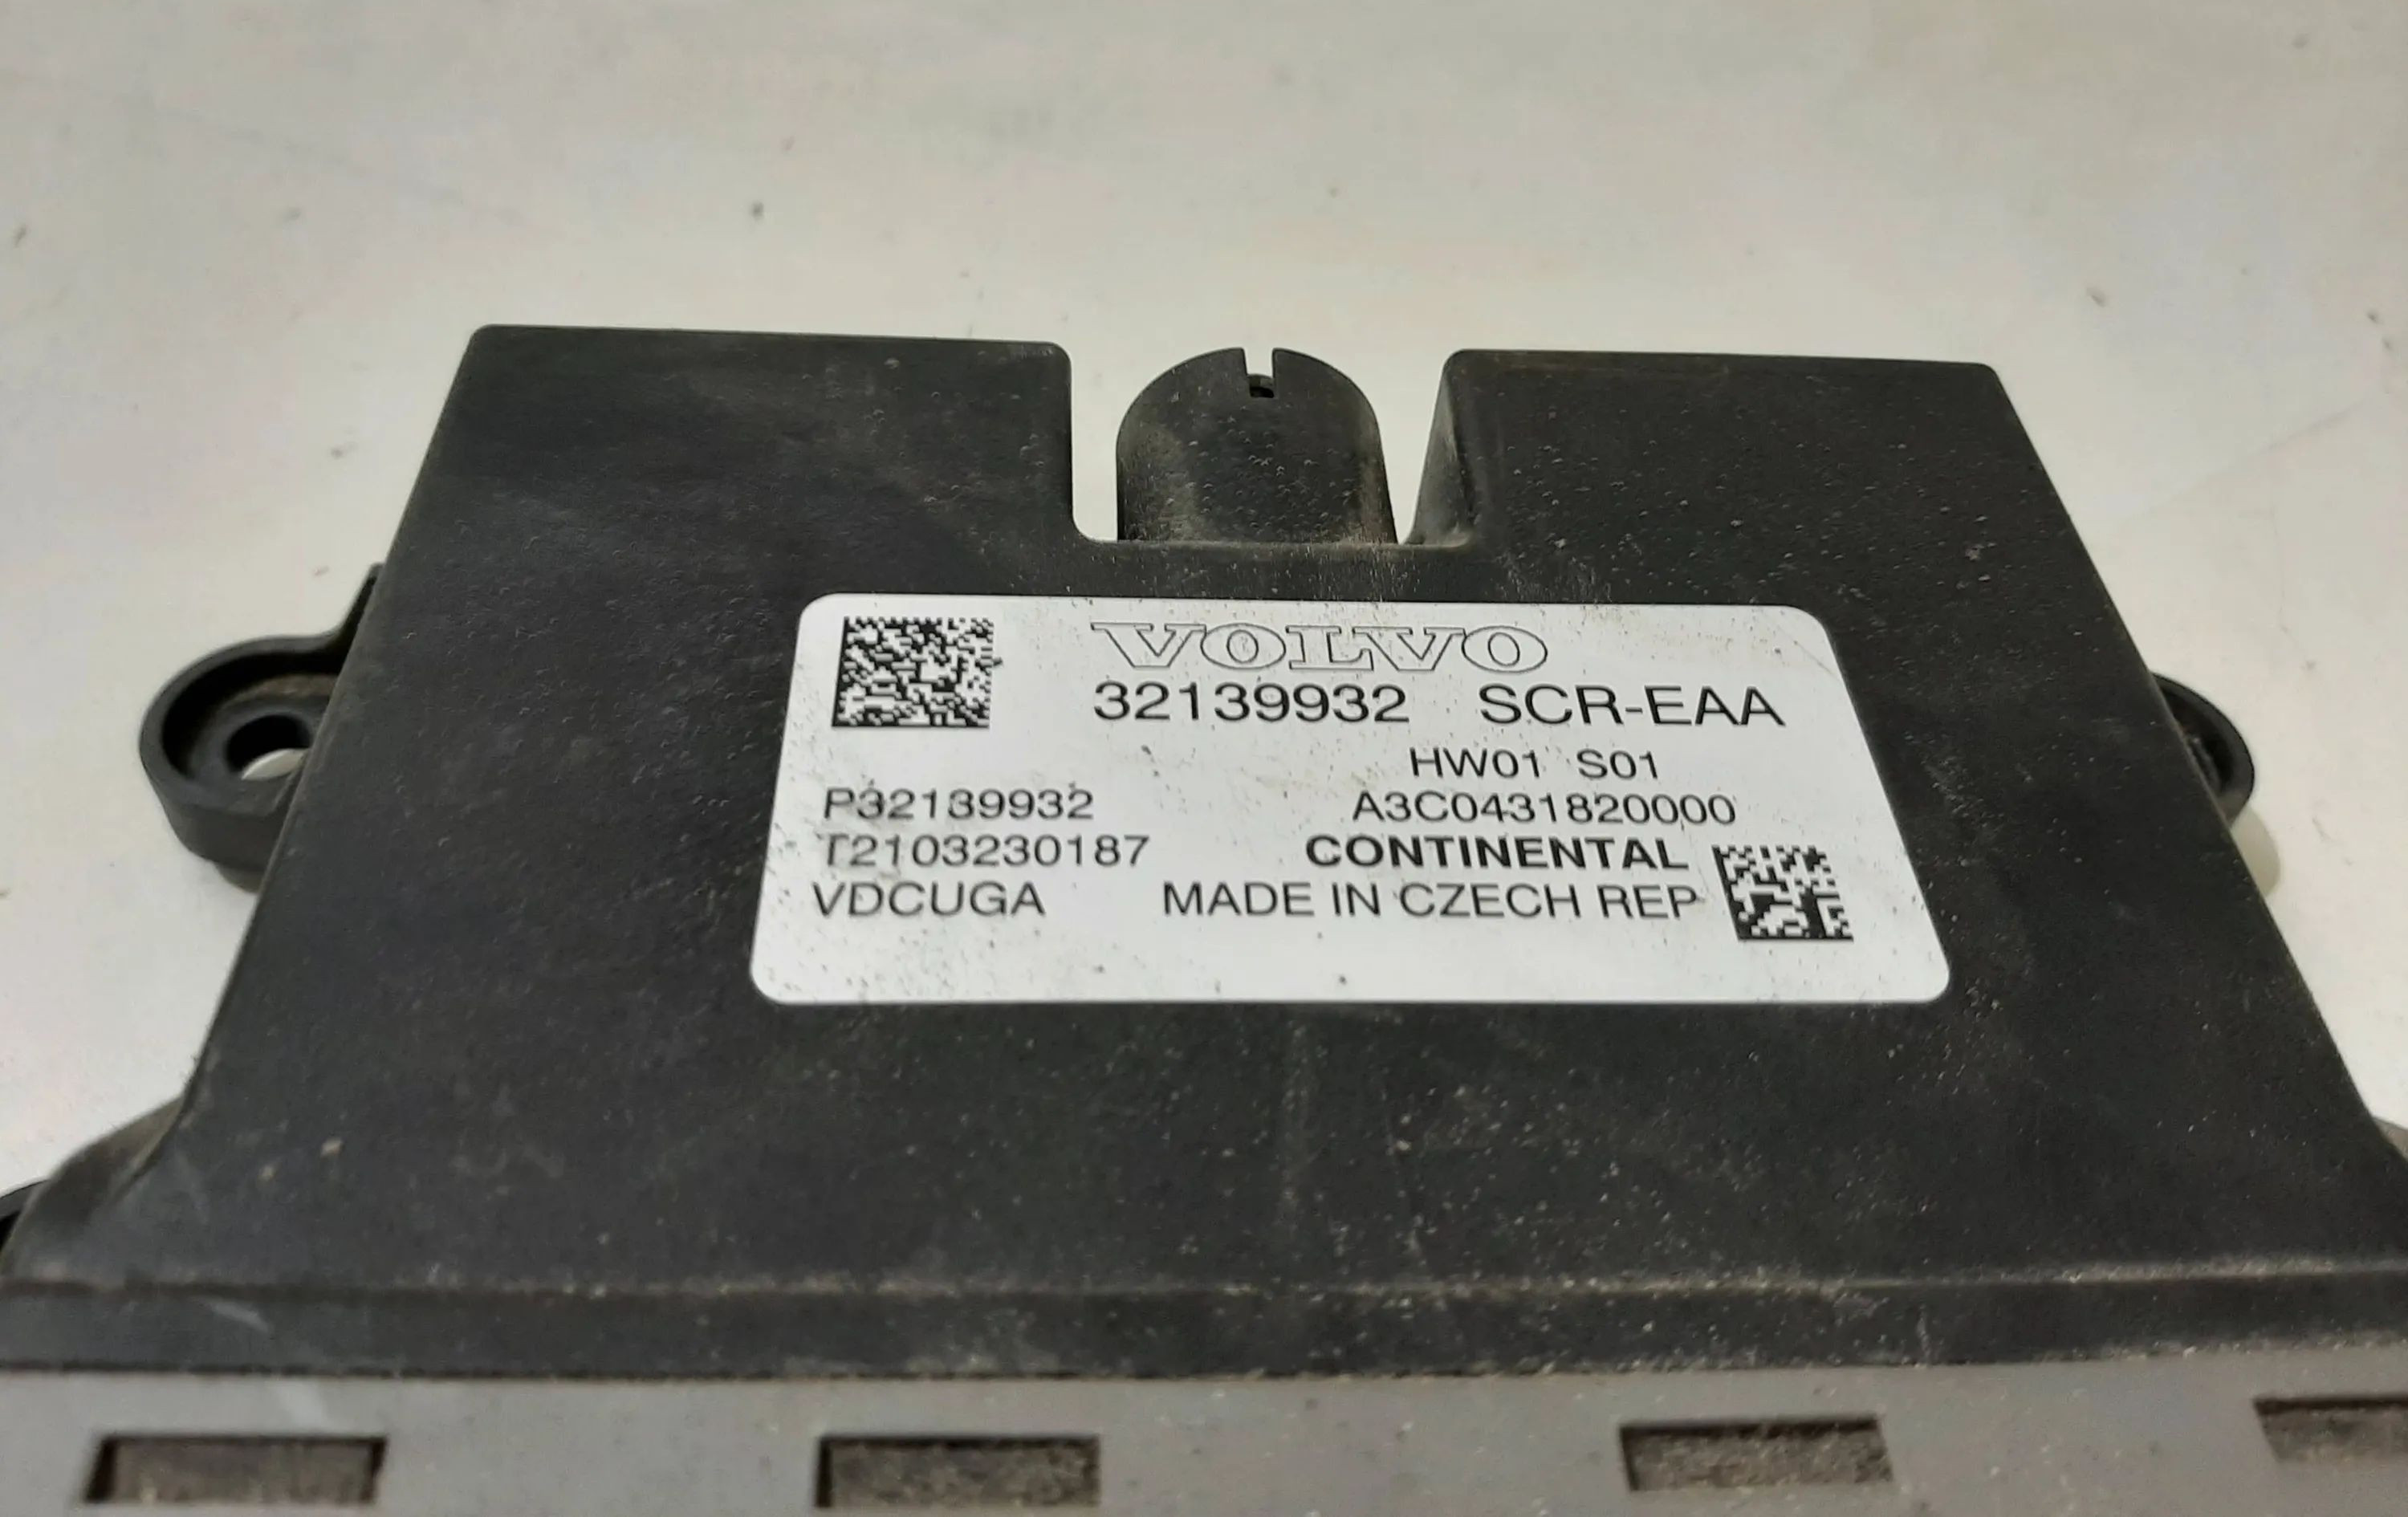 VOLVO
32139932 SCR-EAA
HW01 S01
P32139932 A3C0431820000
T2103230187 CONTINENTAL
VDCUGA MADE IN CZECH REP